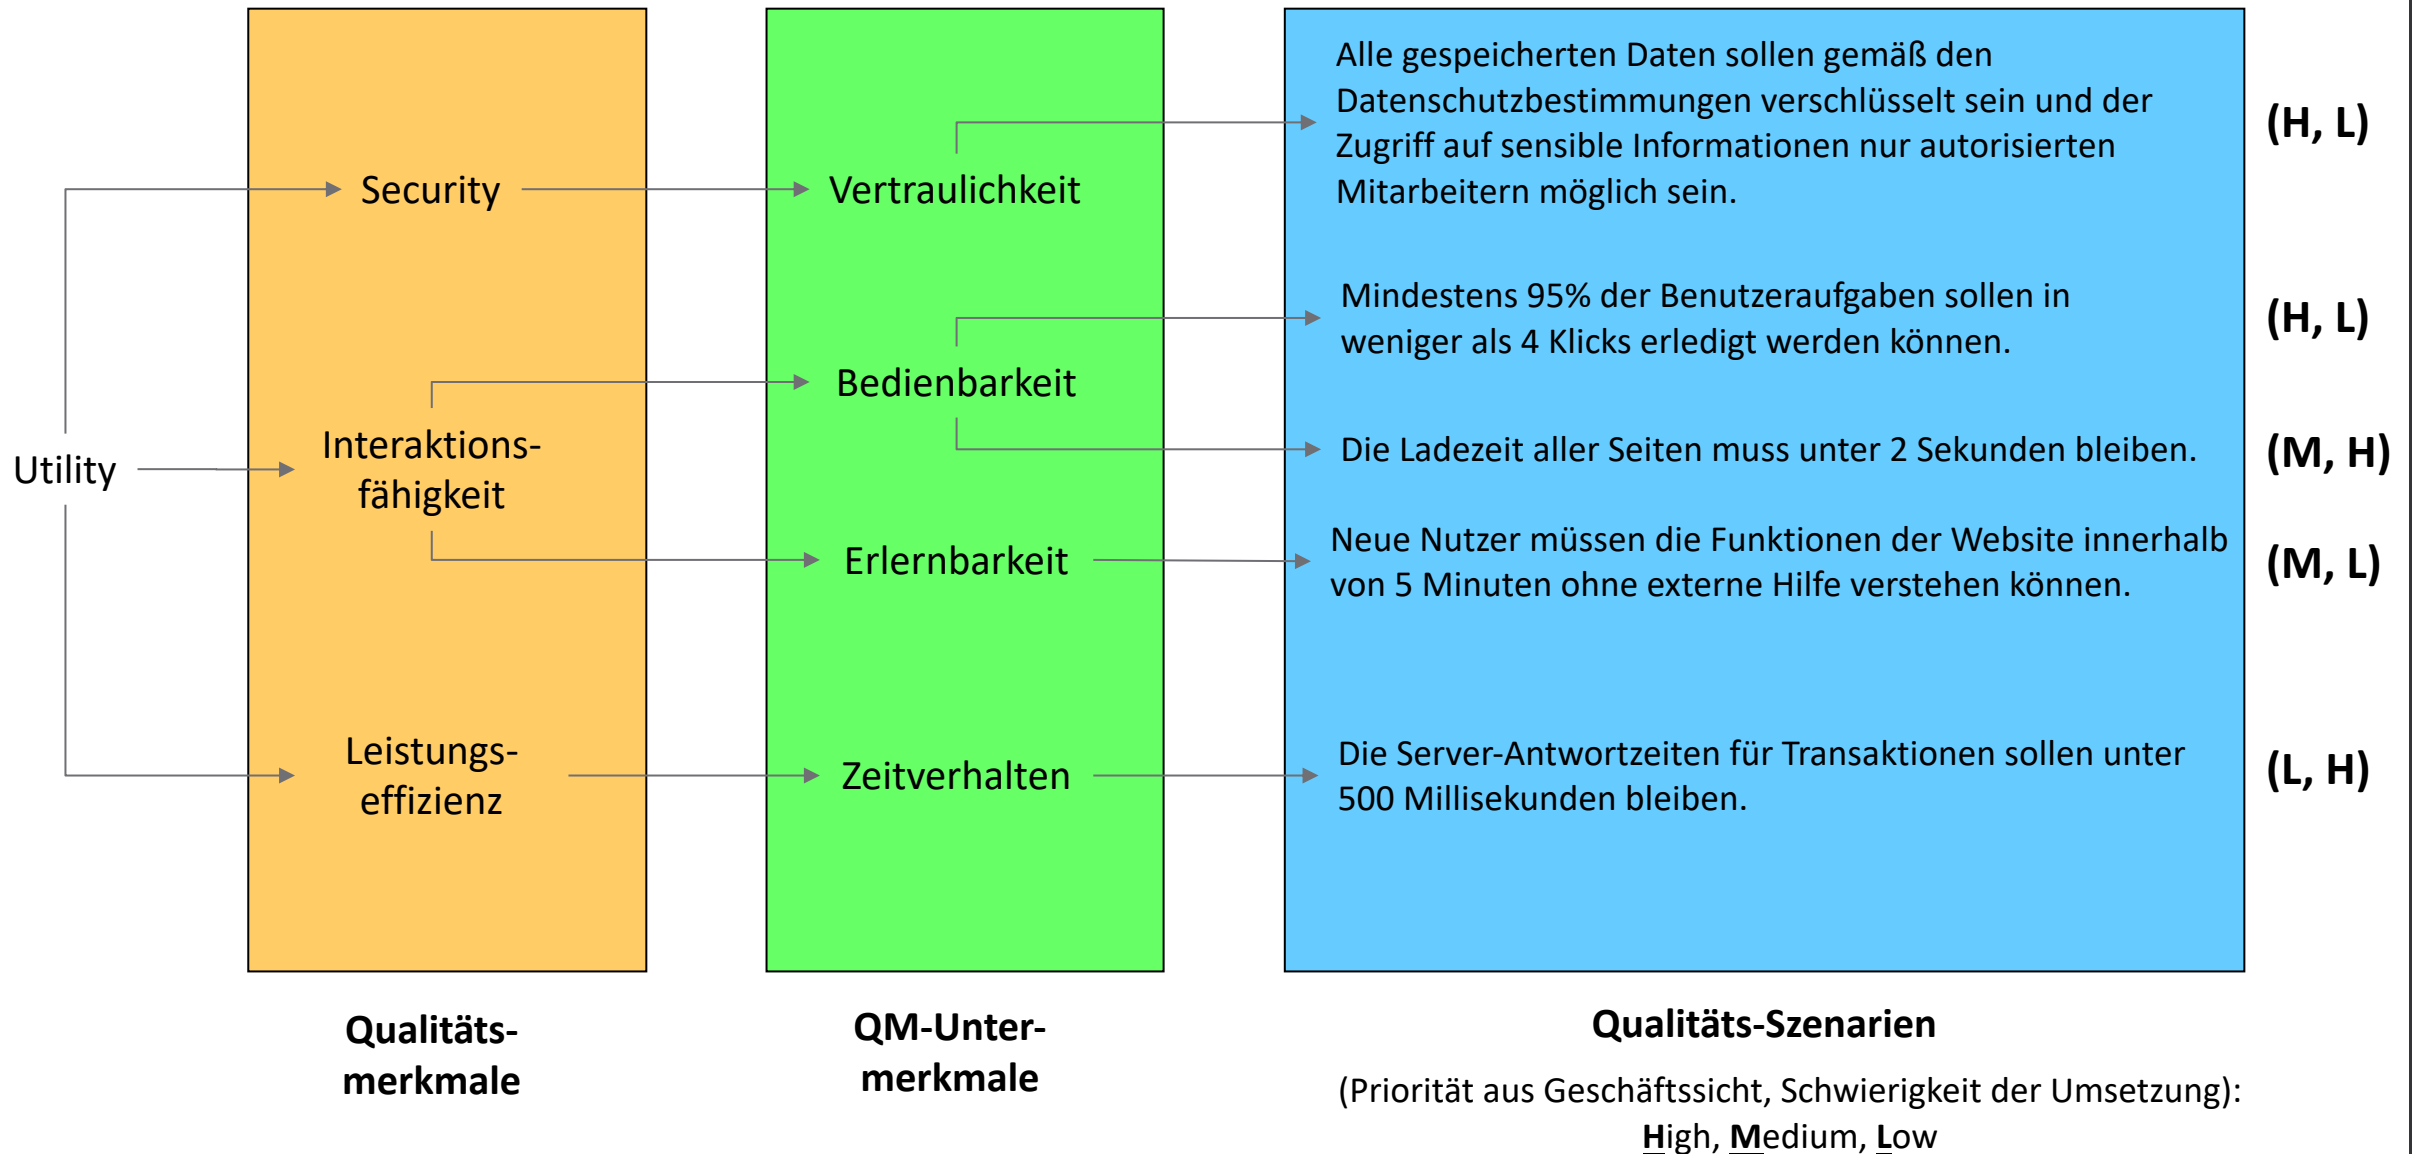 Utility
Security
Interaktions-
fähigkeit
Leistungs-
effizienz
Qualitäts-
merkmale
Vertraulichkeit
Bedienbarkeit
Erlernbarkeit
Zeitverhalten
QM-Unter-
merkmale
Alle gespeicherten Daten sollen gemäß den
Datenschutzbestimmungen verschlüsselt sein und der
Zugriff auf sensible Informationen nur autorisierten
Mitarbeitern möglich sein.
(H, L)
Mindestens 95% der Benutzeraufgaben sollen in
weniger als 4 Klicks erledigt werden können.
(H, L)
Die Ladezeit aller Seiten muss unter 2 Sekunden bleiben.
(M, H)
Neue Nutzer müssen die Funktionen der Website innerhalb
von 5 Minuten ohne externe Hilfe verstehen können.
(M, L)
Die Server-Antwortzeiten für Transaktionen sollen unter
500 Millisekunden bleiben.
(L, H)
Qualitäts-Szenarien
(Priorität aus Geschäftssicht, Schwierigkeit der Umsetzung):
High, Medium, Low